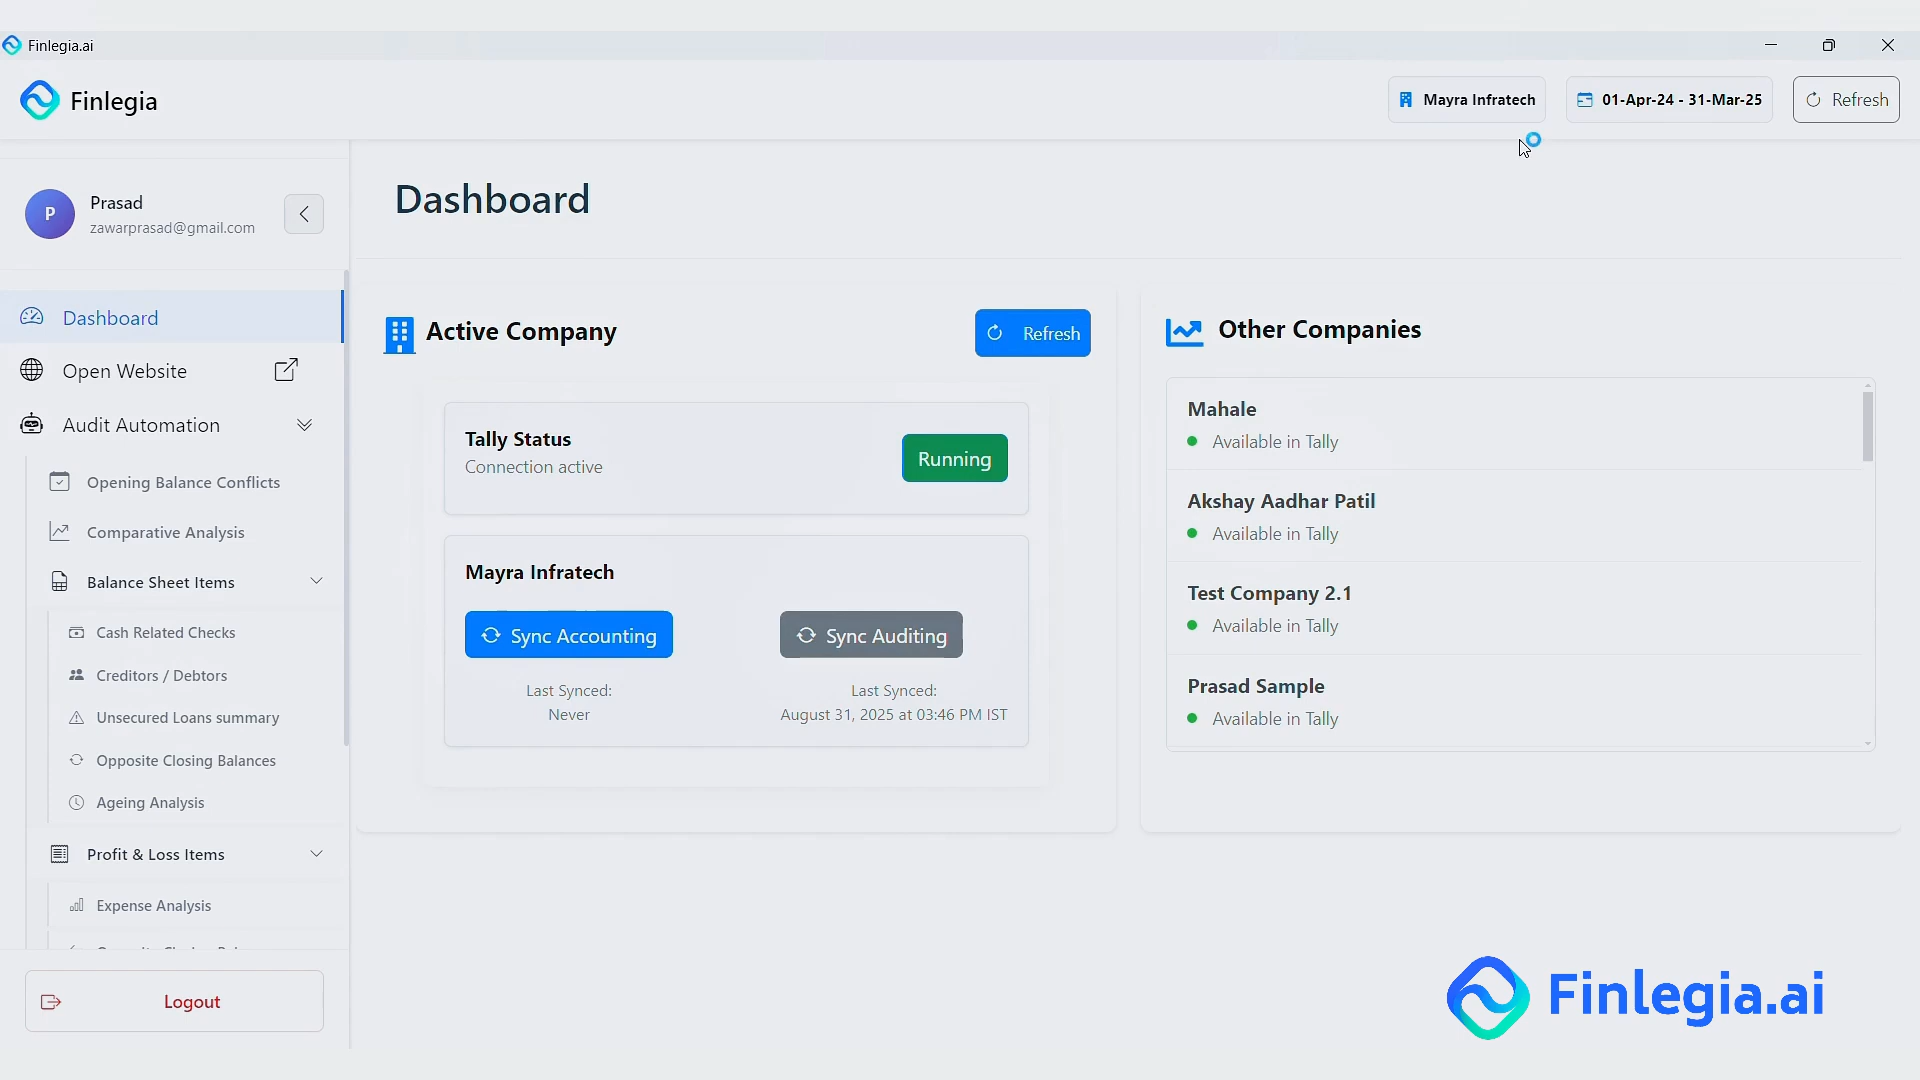 Finlegia.ai
Finlegia
Mayra Infratech
01-Apr-24 - 31-Mar-25
Refresh
P
Prasad
zawarprasad@gmail.com
Dashboard
Open Website
Audit Automation
Opening Balance Conflicts
Comparative Analysis
Balance Sheet Items
Cash Related Checks
Creditors / Debtors
Unsecured Loans summary
Opposite Closing Balances
Ageing Analysis
Profit & Loss Items
Expense Analysis
Logout
Dashboard
Active Company
Refresh
Tally Status
Connection active
Running
Mayra Infratech
Sync Accounting
Last Synced:
Never
Sync Auditing
Last Synced:
August 31, 2025 at 03:46 PM IST
Other Companies
Mahale
Available in Tally
Akshay Aadhar Patil
Available in Tally
Test Company 2.1
Available in Tally
Prasad Sample
Available in Tally
Finlegia.ai